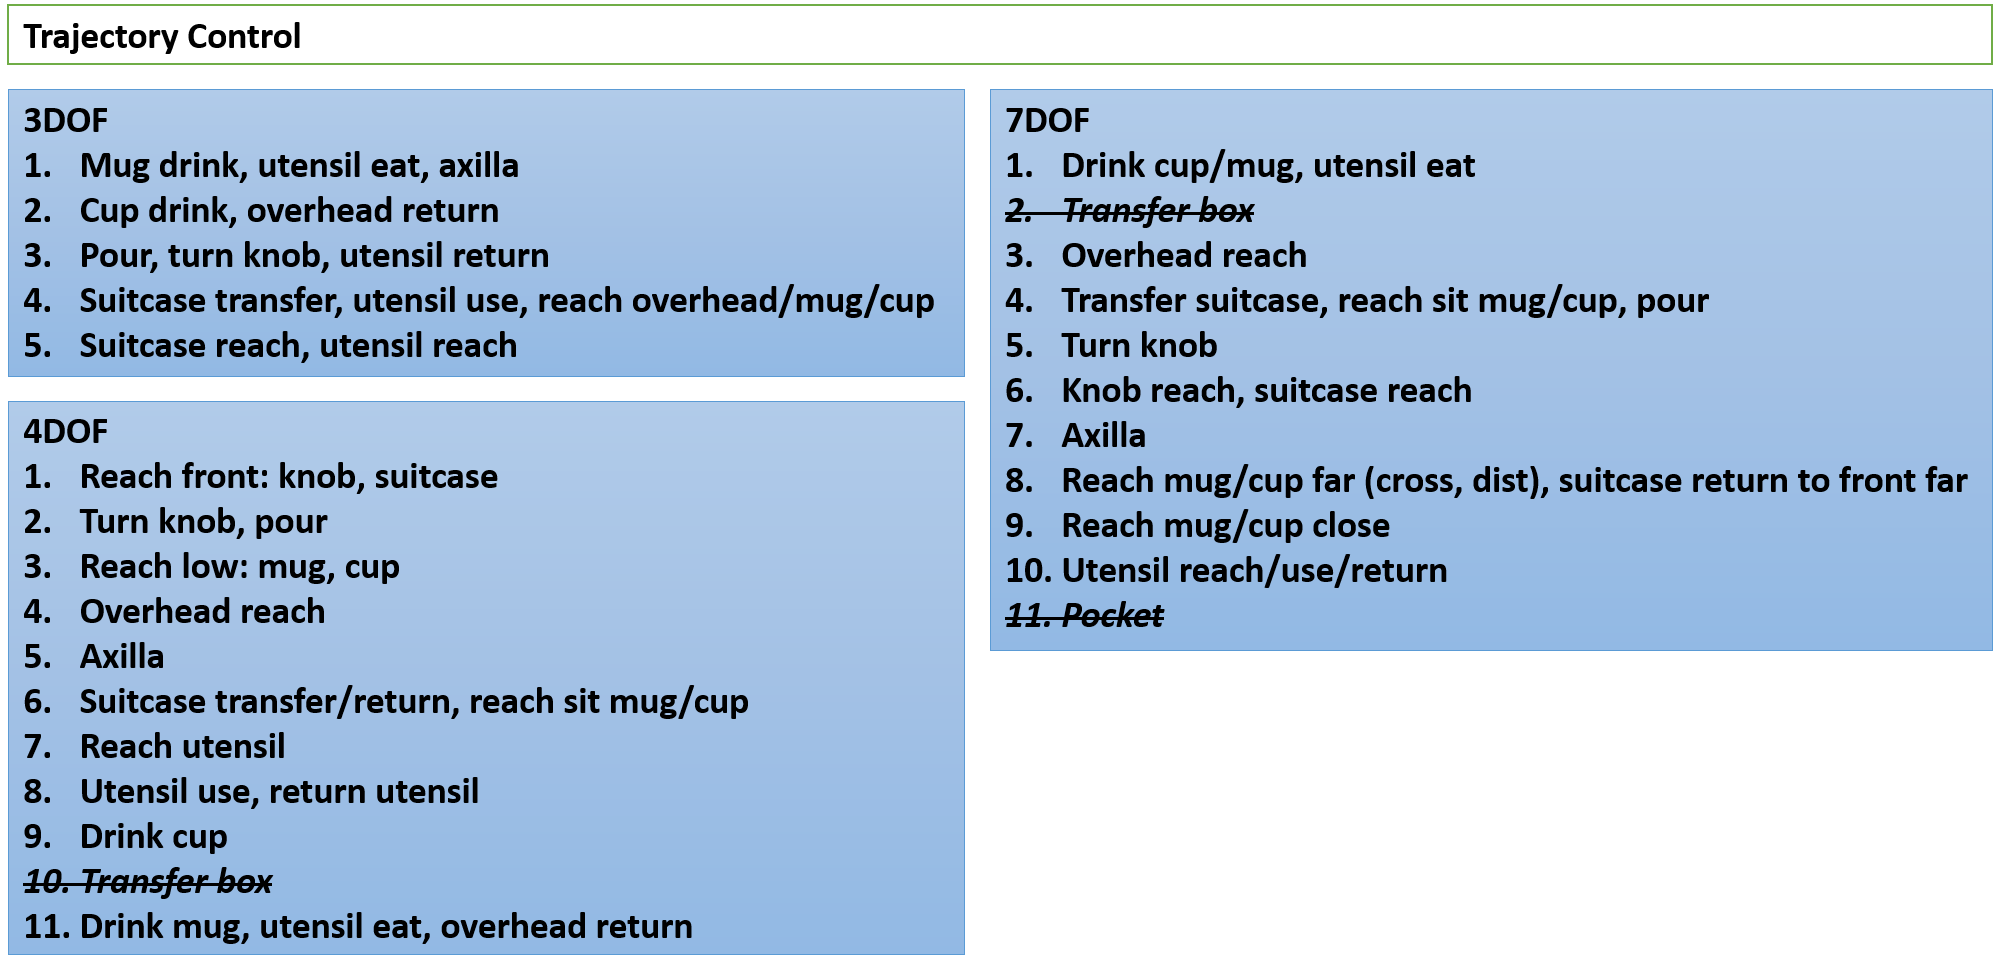 Trajectory Control
3DOF
1. Mug drink, utensil eat, axilla
2. Cup drink, overhead return
3. Pour, turn knob, utensil return
4. Suitcase transfer, utensil use, reach overhead/mug/cup
5. Suitcase reach, utensil reach
4DOF
1. Reach front: knob, suitcase
2. Turn knob, pour
3. Reach low: mug, cup
4. Overhead reach
5. Axilla
6. Suitcase transfer/return, reach sit mug/cup
7. Reach utensil
8. Utensil use, return utensil
9. Drink cup
10. Transfer box
11. Drink mug, utensil eat, overhead return
7DOF
1. Drink cup/mug, utensil eat
2. Transfer box
3. Overhead reach
4. Transfer suitcase, reach sit mug/cup, pour
5. Turn knob
6. Knob reach, suitcase reach
7. Axilla
8. Reach mug/cup far (cross, dist), suitcase return to front far
9. Reach mug/cup close
10. Utensil reach/use/return
11. Pocket